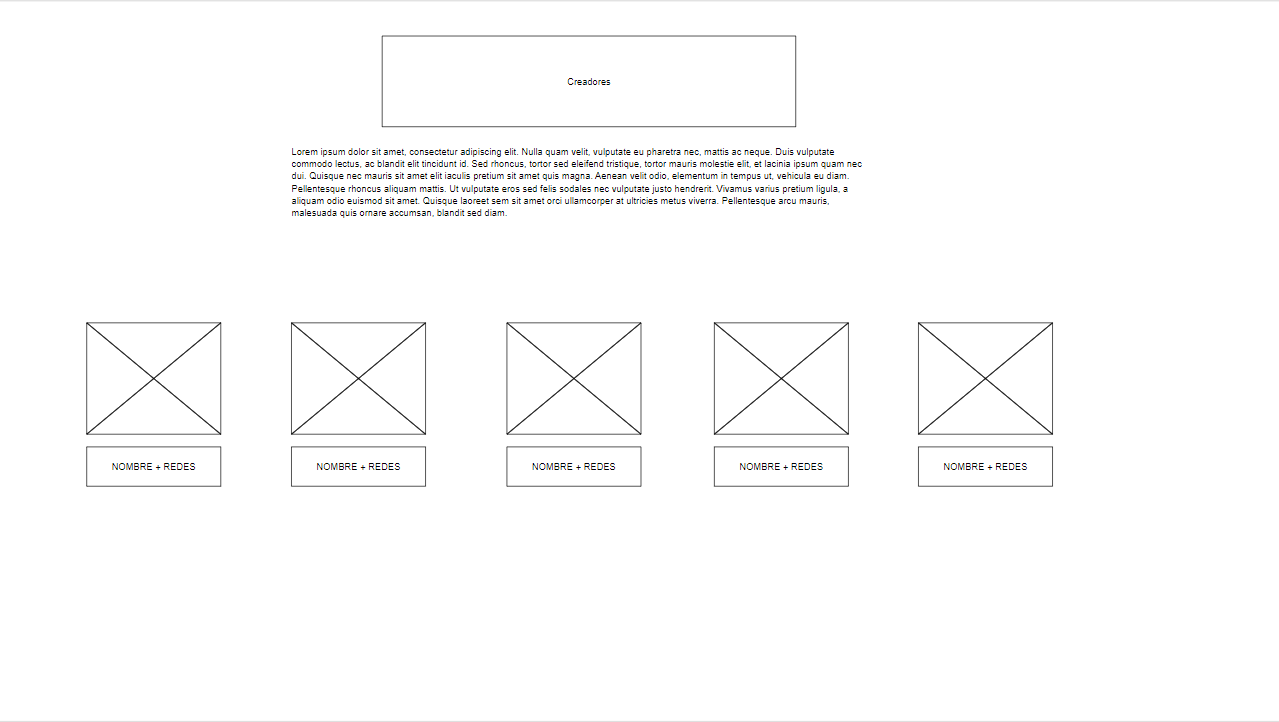 Creadores
Lorem ipsum dolor sit amet, consectetur adipiscing elit. Nulla quam velit, vulputate eu pharetra nec, mattis ac neque. Duis vulputate
commodo lectus, ac blandit elit tincidunt id. Sed rhoncus, tortor sed eleifend tristique, tortor mauris molestie elit, et lacinia ipsum quam nec
dui. Quisque nec mauris sit amet elit iaculis pretium sit amet quis magna. Aenean velit odio, elementum in tempus ut, vehicula eu diam.
Pellentesque rhoncus aliquam mattis. Ut vulputate eros sed felis sodales nec vulputate justo hendrerit. Vivamus varius pretium ligula, a
aliquam odio euismod sit amet. Quisque laoreet sem sit amet orci ullamcorper at ultricies metus viverra. Pellentesque arcu mauris,
malesuada quis ornare accumsan, blandit sed diam.
NOMBRE + REDES
NOMBRE + REDES
NOMBRE + REDES
NOMBRE + REDES
NOMBRE + REDES